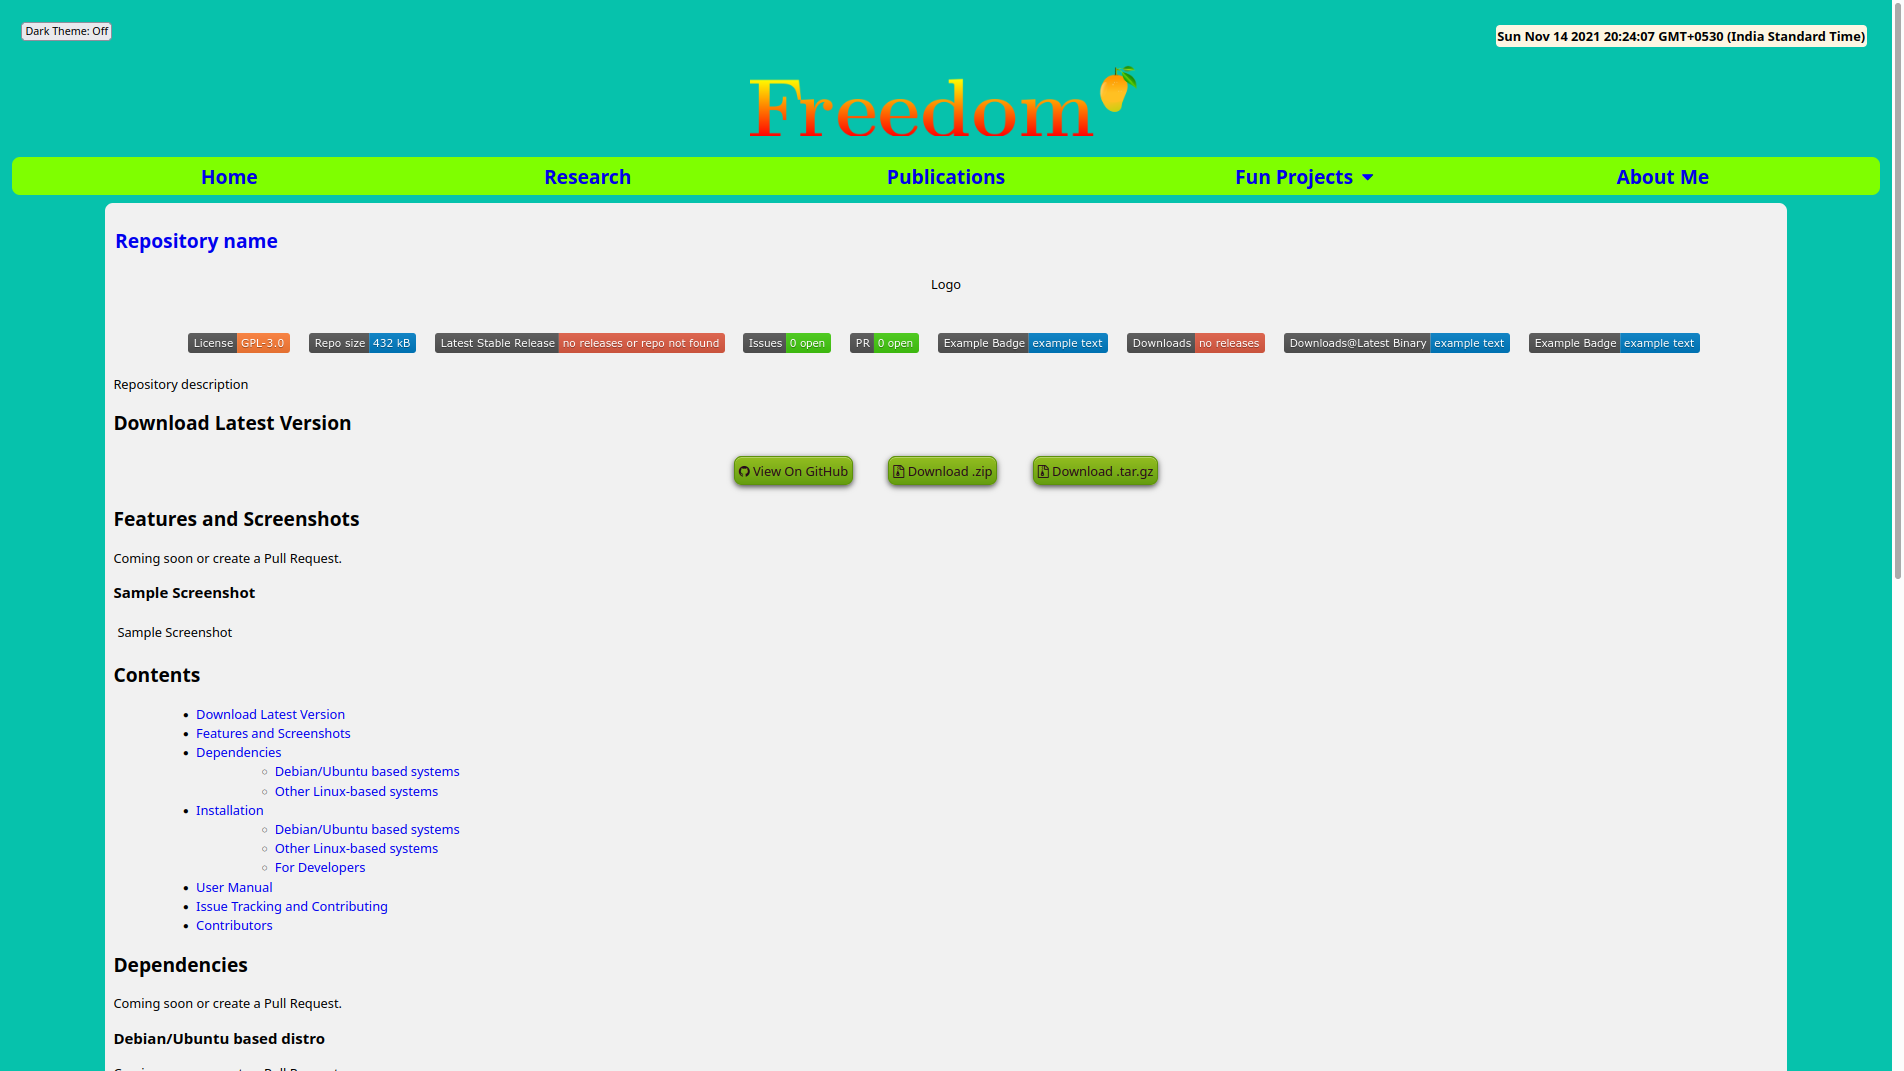 Dark Theme: Off
Sun Nov 14 2021 20:24:07 GMT+0530 (India Standard Time)
Freedom
Home Research Publications Fun Projects About Me
Repository name
Logo
License GPL-3.0 Repo size 432 kB Latest Stable Release no releases or repo not found Issues 0 open PR 0 open Example Badge example text Downloads no releases Downloads@Latest Binary example text Example Badge example text
Repository description
Download Latest Version
View On GitHub Download .zip Download .tar.gz
Features and Screenshots
Coming soon or create a Pull Request.
Sample Screenshot
Sample Screenshot
Contents
Download Latest Version
Features and Screenshots
Dependencies
Debian/Ubuntu based systems
Other Linux-based systems
Installation
Debian/Ubuntu based systems
Other Linux-based systems
For Developers
User Manual
Issue Tracking and Contributing
Contributors
Dependencies
Coming soon or create a Pull Request.
Debian/Ubuntu based distro